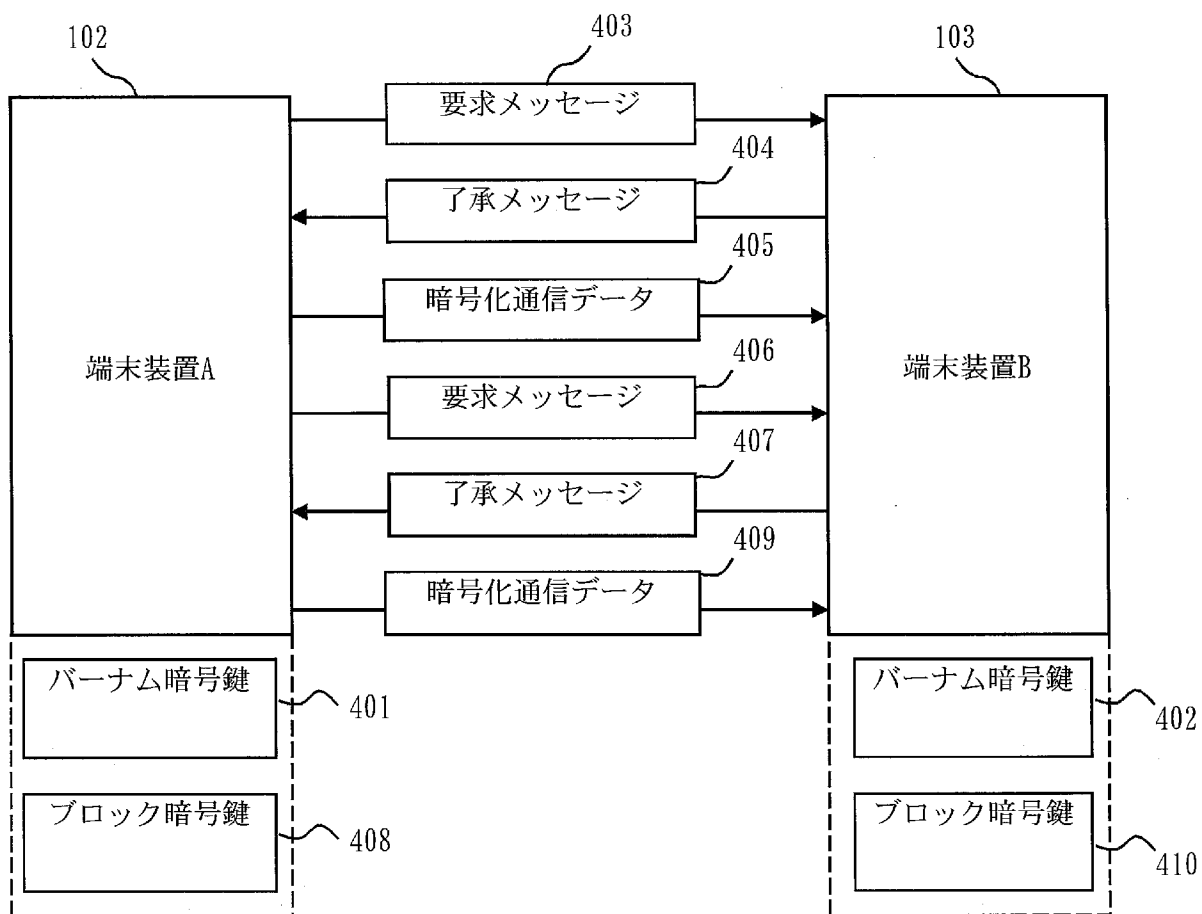 102
403
103
要求メッセージ
404
了承メッセージ
405
暗号化通信データ
端末装置A
406
端末装置B
要求メッセージ
407
了承メッセージ
409
暗号化通信データ
バーナム暗号鍵
401
バーナム暗号鍵
402
ブロック暗号鍵
408
ブロック暗号鍵
410